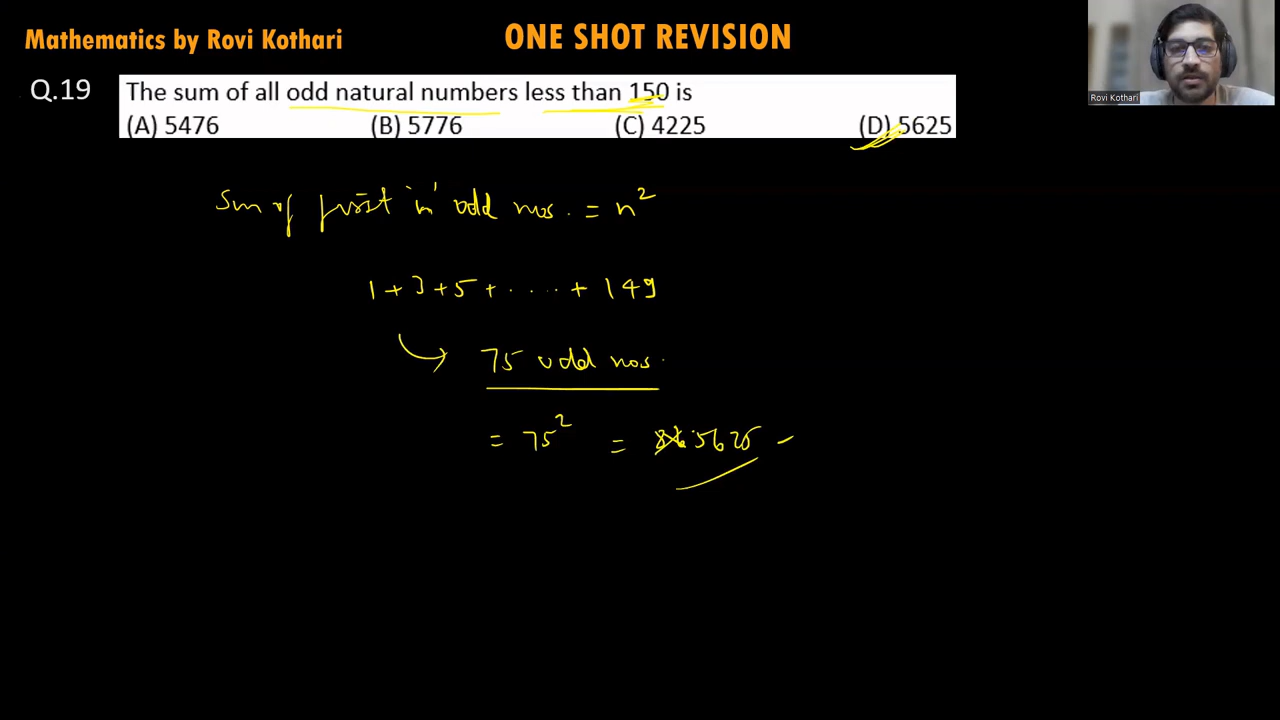 Mathematics by Rovi Kothari
ONE SHOT REVISION
Rovi Kothari
Q.19
The sum of all odd natural numbers less than 150 is
(A) 5476 (B) 5776 (C) 4225 (D) 5625
Sum of first 'n' odd nos. = n²
1 + 3 + 5 + ..... + 149
75 odd nos.
= 75² = 5625